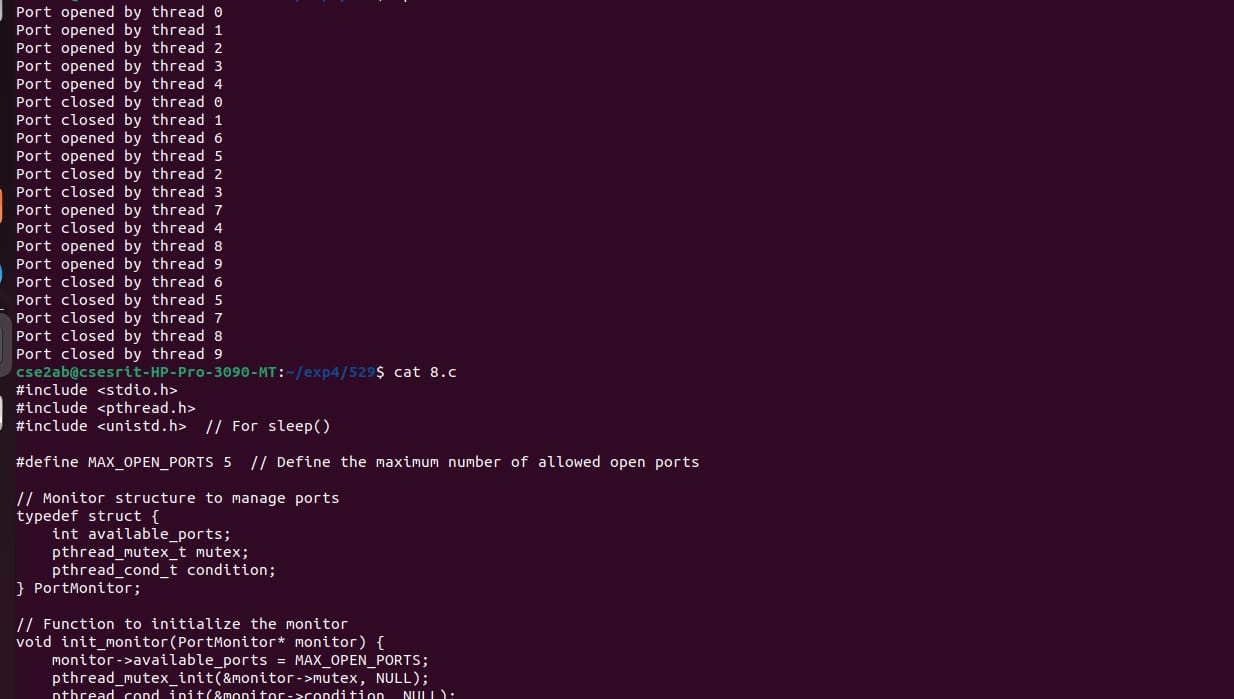 Port opened by thread 0
Port opened by thread 1
Port opened by thread 2
Port opened by thread 3
Port opened by thread 4
Port closed by thread 0
Port closed by thread 1
Port opened by thread 6
Port opened by thread 5
Port closed by thread 2
Port closed by thread 3
Port opened by thread 7
Port closed by thread 4
Port opened by thread 8
Port opened by thread 9
Port closed by thread 6
Port closed by thread 5
Port closed by thread 7
Port closed by thread 8
Port closed by thread 9
cse2ab@csesrit-HP-Pro-3090-MT:~/exp4/529$ cat 8.c
#include <stdio.h>
#include <pthread.h>
#include <unistd.h>  // For sleep()

#define MAX_OPEN_PORTS 5  // Define the maximum number of allowed open ports

// Monitor structure to manage ports
typedef struct {
    int available_ports;
    pthread_mutex_t mutex;
    pthread_cond_t condition;
} PortMonitor;

// Function to initialize the monitor
void init_monitor(PortMonitor* monitor) {
    monitor->available_ports = MAX_OPEN_PORTS;
    pthread_mutex_init(&monitor->mutex, NULL);
    pthread_cond_init(&monitor->condition, NULL);